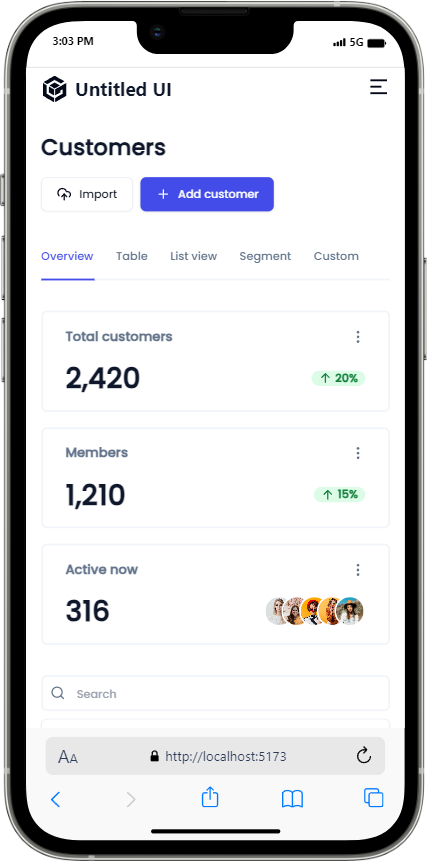 3:03 PM 5G
Untitled UI
Customers
Import Add customer
Overview Table List view Segment Custom
Total customers
2,420 20%
Members
1,210 15%
Active now
316
Search
AA http://localhost:5173